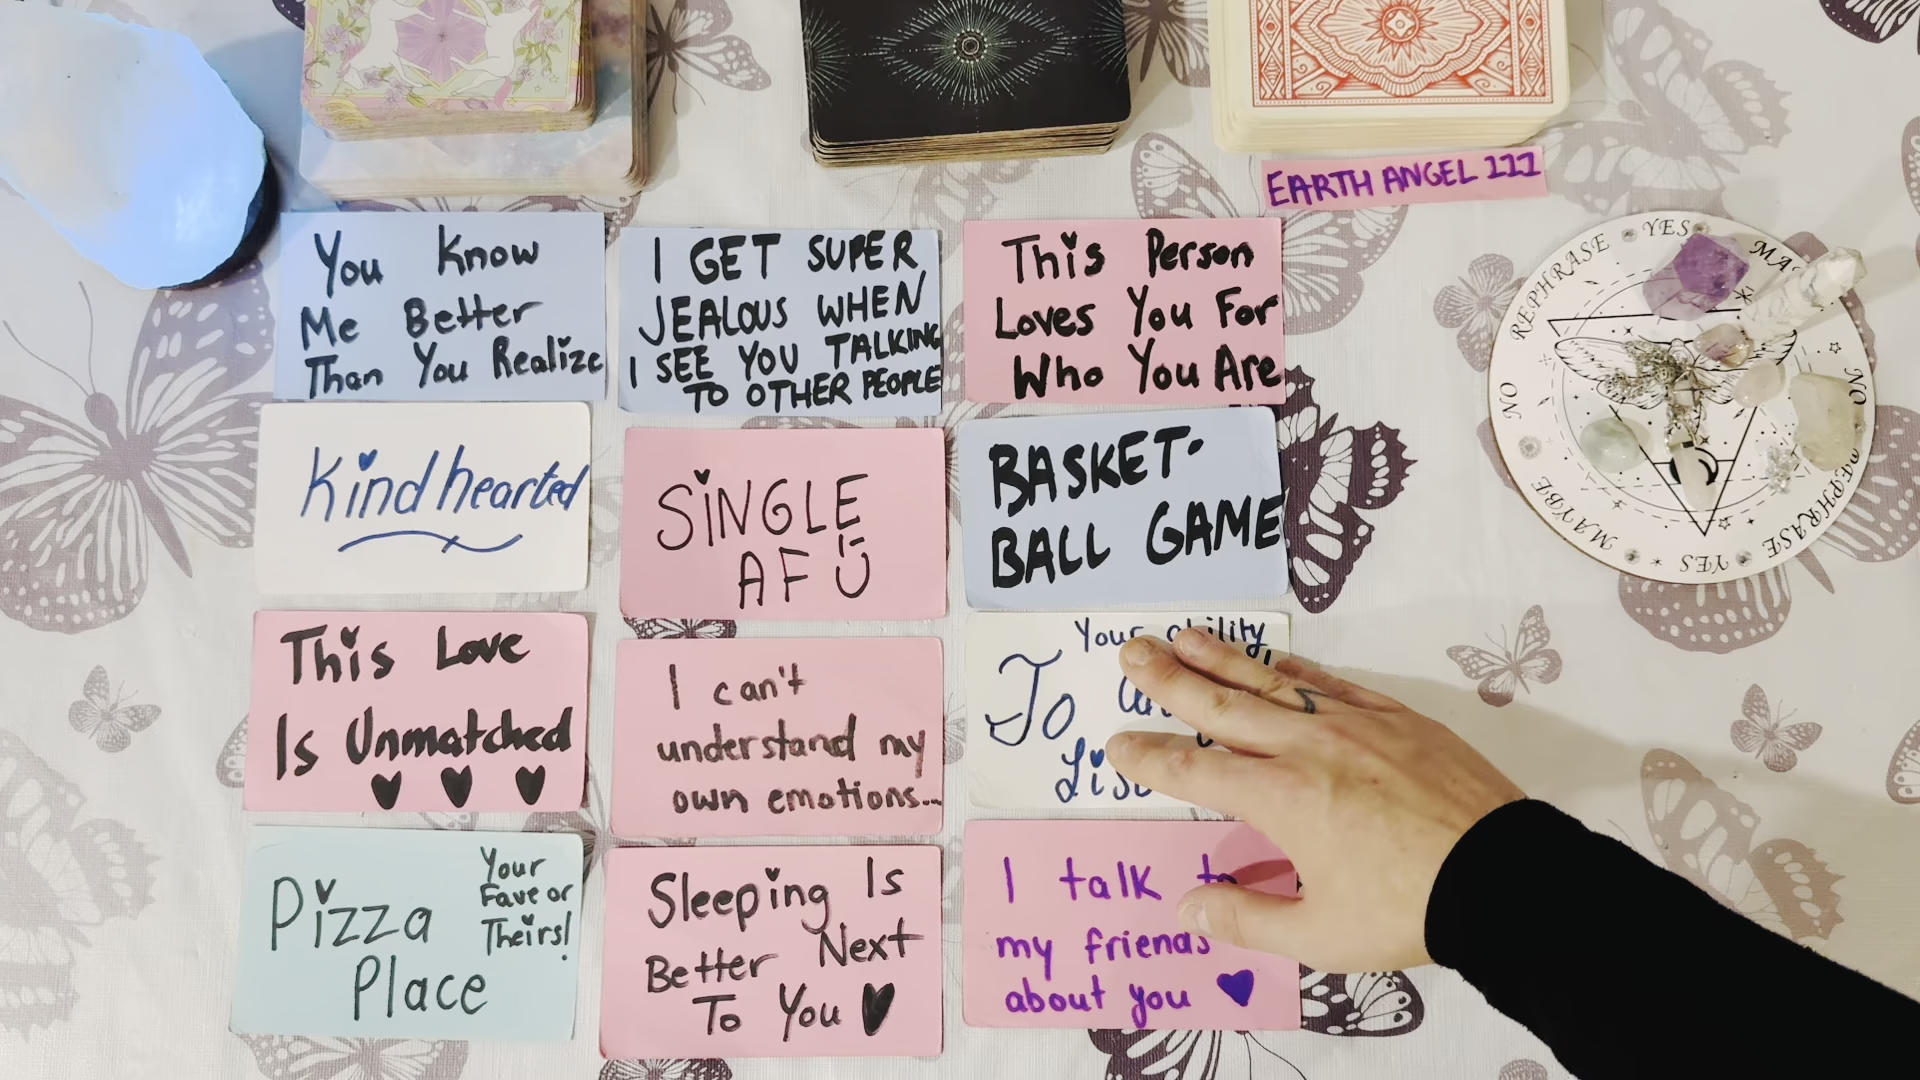 EARTH ANGEL 111
You Know
Me Better
Than You Realize
I GET SUPER
JEALOUS WHEN
I SEE YOU TALKING
TO OTHER PEOPLE
This Person
Loves You For
Who You Are
Kindhearted
SiNGLE
AF
BASKET-
BALL GAME
This Love
Is Unmatched
I can't
understand my
own emotions...
Your ability
To
Pizza
Place
Your
Fave or
Theirs!
Sleeping Is
Better Next
To You
I talk to
my friends
about you
REPHRASE
YES
NO
MAYBE
YES
REPHRASE
NO